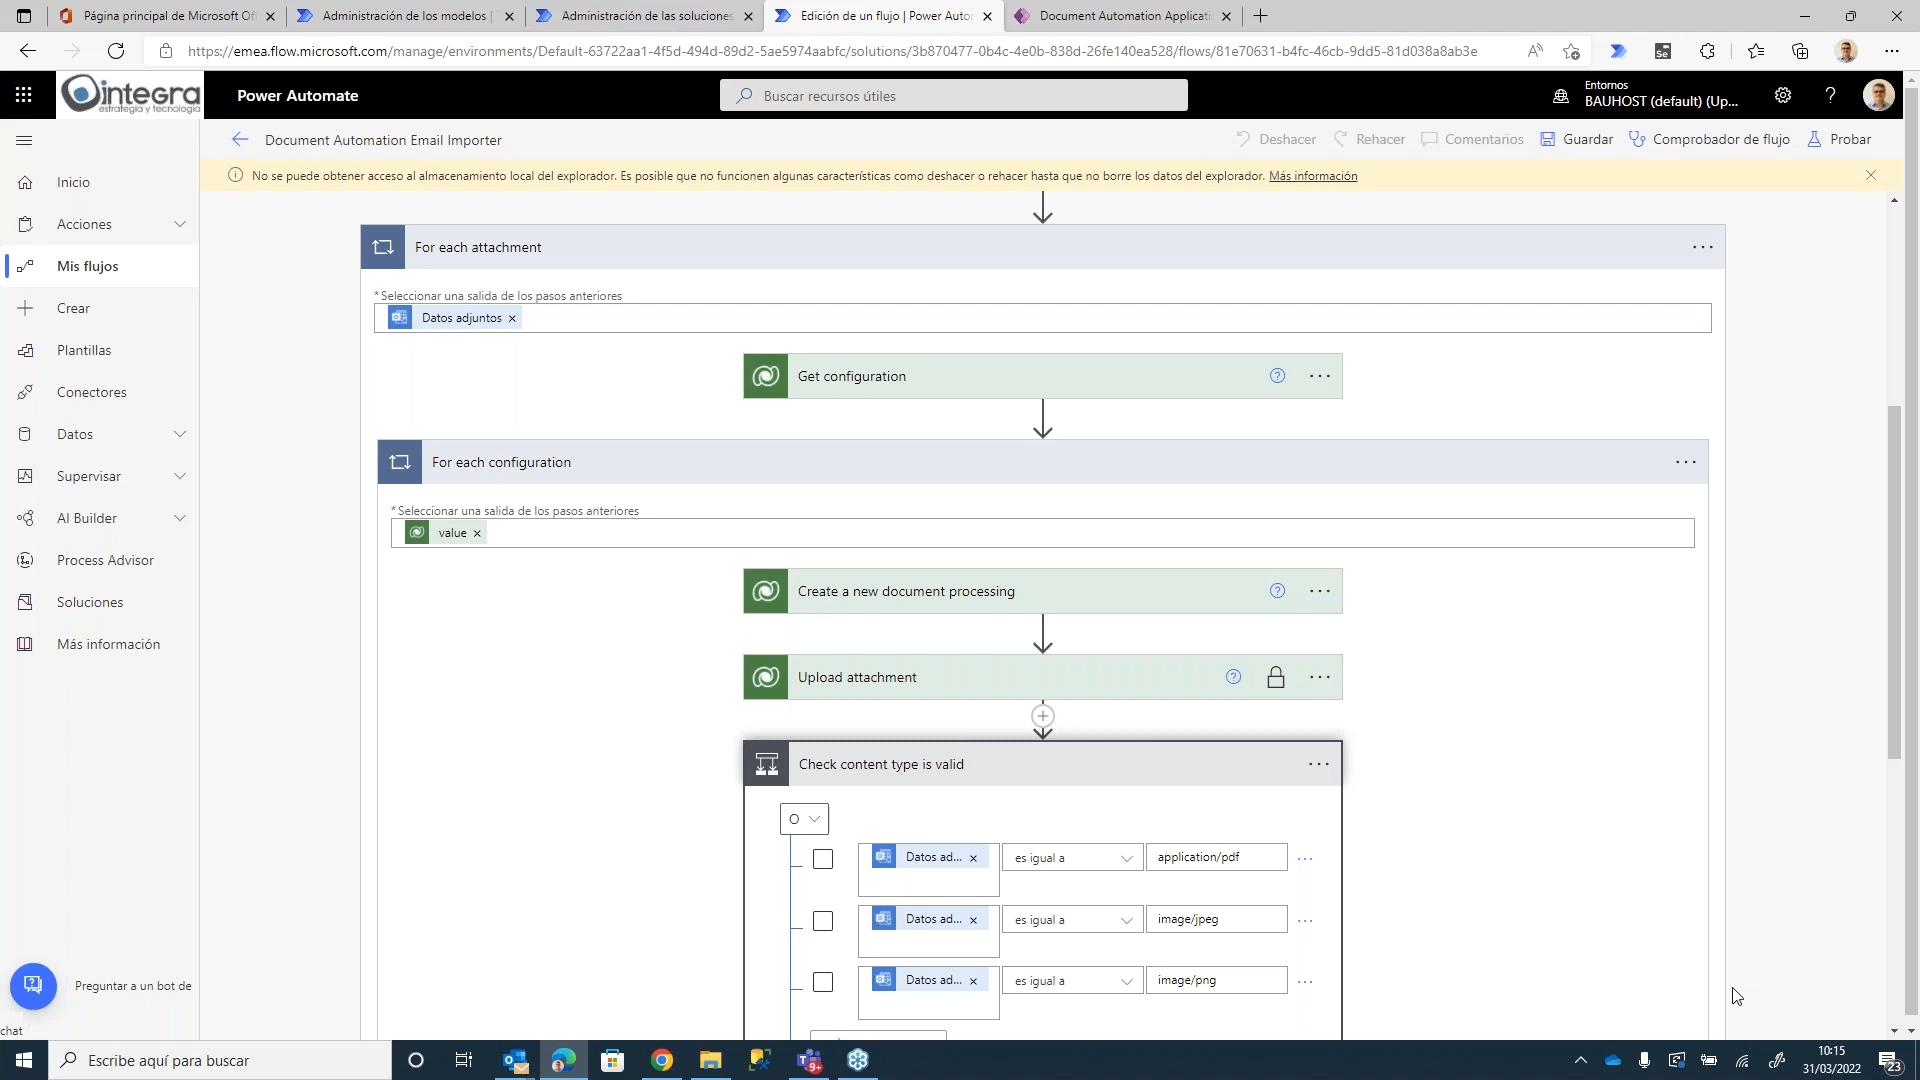 Página principal de Microsoft Of
Administración de los modelos |
Administración de las soluciones
Edición de un flujo | Power Autor
Document Automation Applicati
https://emea.flow.microsoft.com/manage/environments/Default-63722aa1-4f5d-494d-89d2-5ae5974aabfc/solutions/3b870477-0b4c-4e0b-838d-26fe140ea528/flows/81e70631-b4fc-46cb-9dd5-81d038a8ab3e
integra
estrategia y tecnología
Power Automate
Buscar recursos útiles
Entornos
BAUHOST (default) (Up...
Document Automation Email Importer
Deshacer
Rehacer
Comentarios
Guardar
Comprobador de flujo
Probar
No se puede obtener acceso al almacenamiento local del explorador. Es posible que no funcionen algunas características como deshacer o rehacer hasta que no borre los datos del explorador. Más información
Inicio
Acciones
Mis flujos
Crear
Plantillas
Conectores
Datos
Supervisar
AI Builder
Process Advisor
Soluciones
Más información
For each attachment
*Seleccionar una salida de los pasos anteriores
Datos adjuntos
Get configuration
For each configuration
*Seleccionar una salida de los pasos anteriores
value
Create a new document processing
Upload attachment
Check content type is valid
O
Datos ad... es igual a application/pdf
Datos ad... es igual a image/jpeg
Datos ad... es igual a image/png
Preguntar a un bot de
chat
Escribe aquí para buscar
9+
10:15
31/03/2022
23